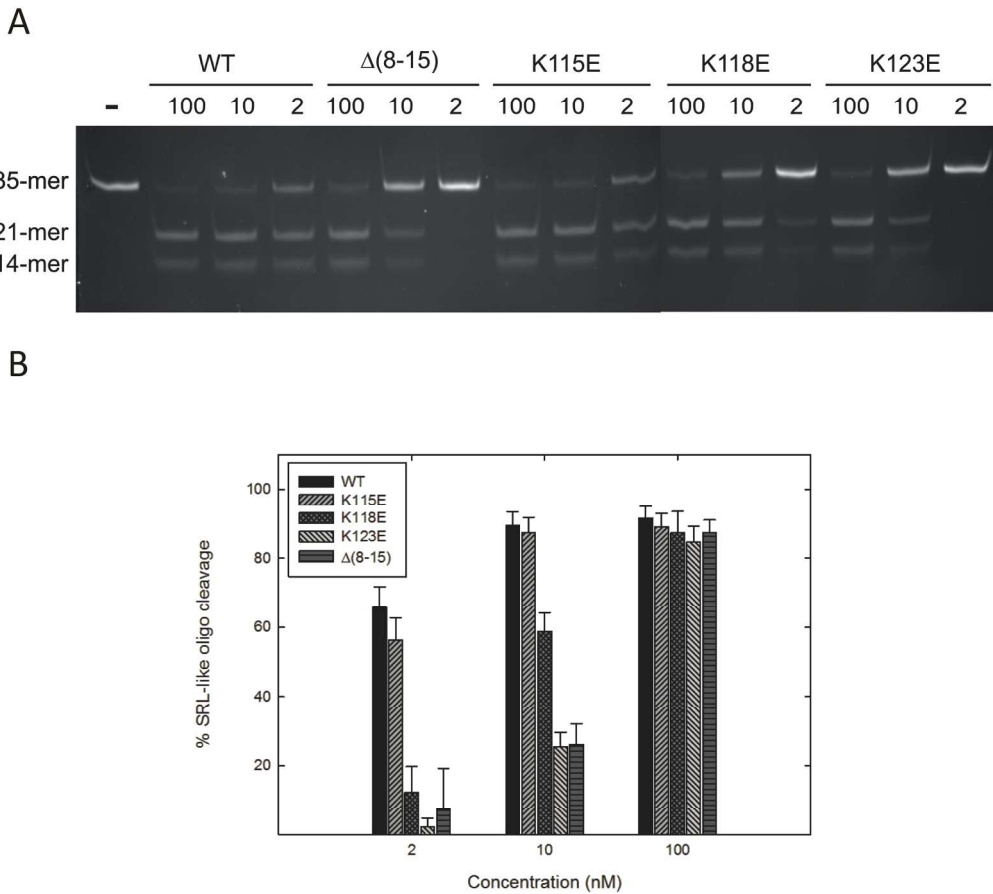 A
WT Δ(8-15) K115E K118E K123E
– 100 10 2 100 10 2 100 10 2 100 10 2 100 10 2
35-mer
21-mer
14-mer
B
% SRL-like oligo cleavage
100
80
60
40
20
WT
K115E
K118E
K123E
Δ(8-15)
2 10 100
Concentration (nM)